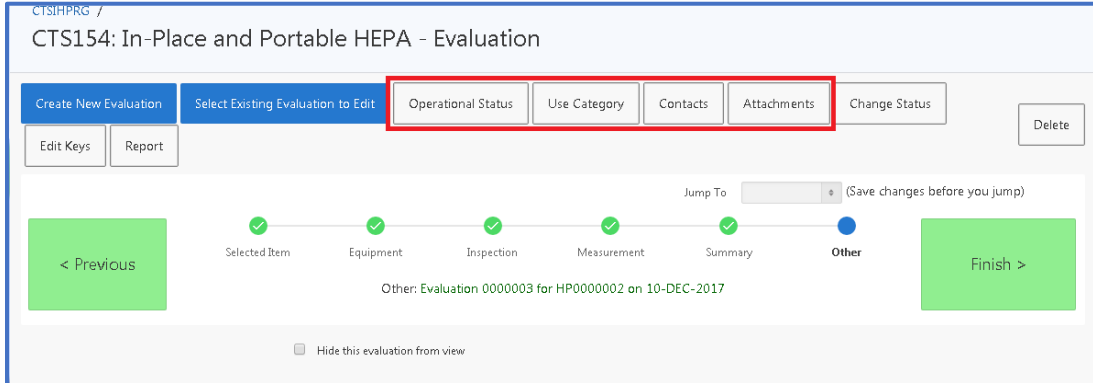 CTSIHPRG /
CTS154: In-Place and Portable HEPA - Evaluation
Create New Evaluation Select Existing Evaluation to Edit Operational Status Use Category Contacts Attachments Change Status
Delete
Edit Keys Report
Jump To (Save changes before you jump)
< Previous
Selected Item Equipment Inspection Measurement Summary Other
Finish >
Other: Evaluation 0000003 for HP0000002 on 10-DEC-2017
Hide this evaluation from view